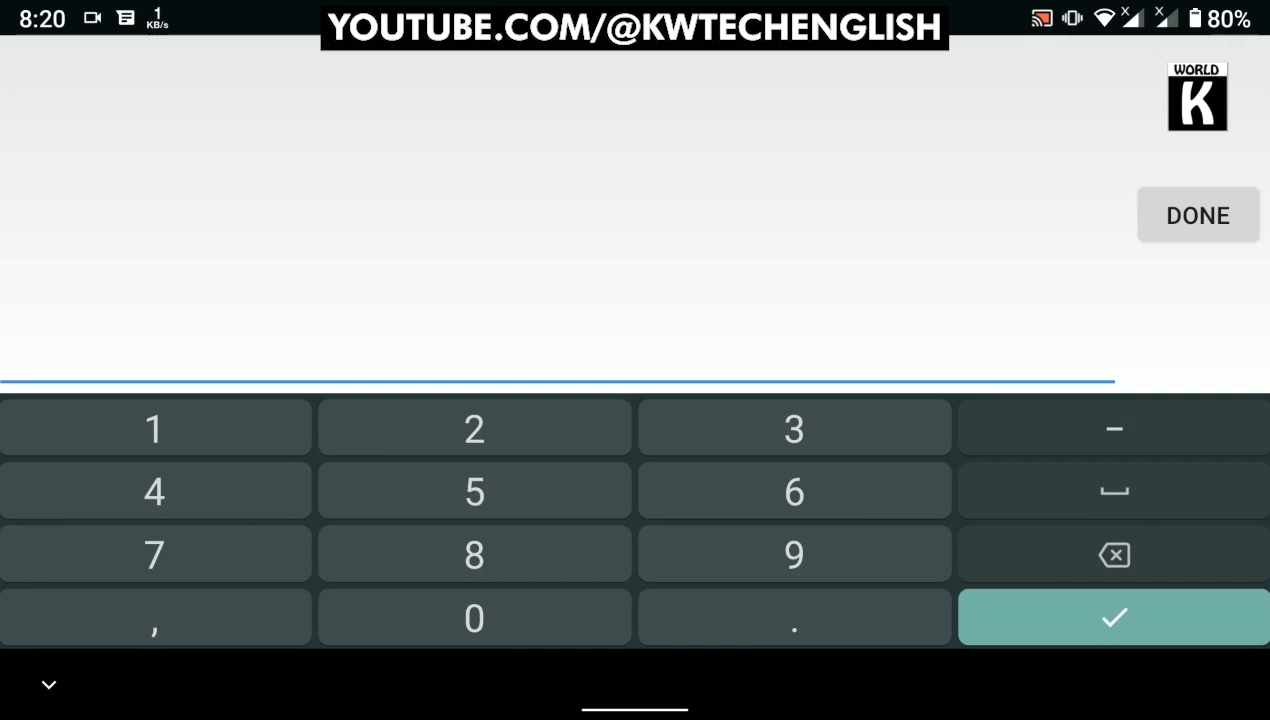 8:20
1
KB/s
YOUTUBE.COM/@KWTECHENGLISH
80%
WORLD
K
DONE
1 2 3 –
4 5 6
7 8 9
, 0 .